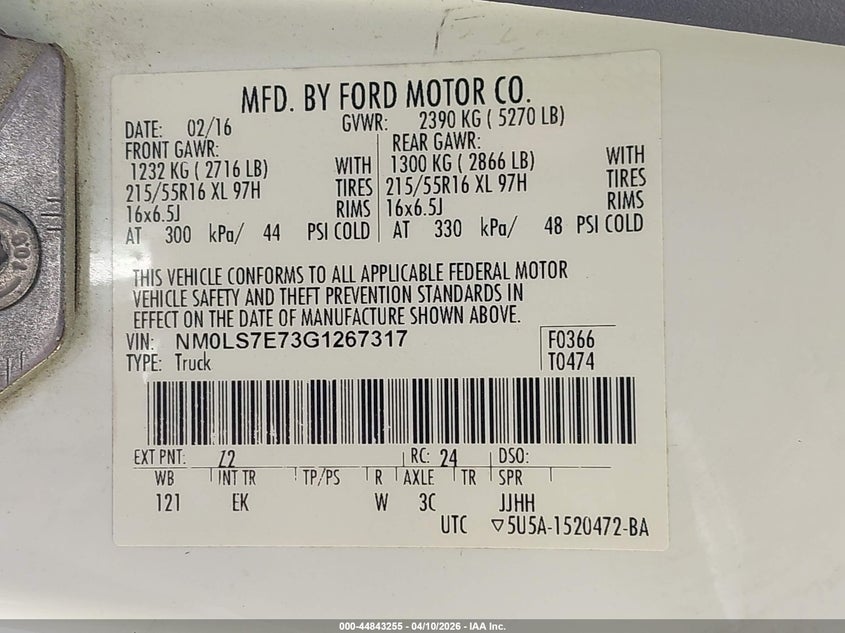 MFD. BY FORD MOTOR CO.
DATE: 02/16 GVWR: 2390 KG ( 5270 LB)
FRONT GAWR: REAR GAWR:
1232 KG ( 2716 LB) WITH 1300 KG ( 2866 LB) WITH
215/55R16 XL 97H TIRES 215/55R16 XL 97H TIRES
16x6.5J RIMS 16x6.5J RIMS
AT 300 kPa/ 44 PSI COLD AT 330 kPa/ 48 PSI COLD
THIS VEHICLE CONFORMS TO ALL APPLICABLE FEDERAL MOTOR
VEHICLE SAFETY AND THEFT PREVENTION STANDARDS IN
EFFECT ON THE DATE OF MANUFACTURE SHOWN ABOVE.
VIN: NM0LS7E73G1267317 F0366
TYPE: Truck T0474
EXT PNT: Z2 RC: 24 DSO:
WB INT TR TP/PS R AXLE TR SPR
121 EK W 3C JJHH
UTC ▽5U5A-1520472-BA
000-44843255 - 04/10/2026 - IAA Inc.